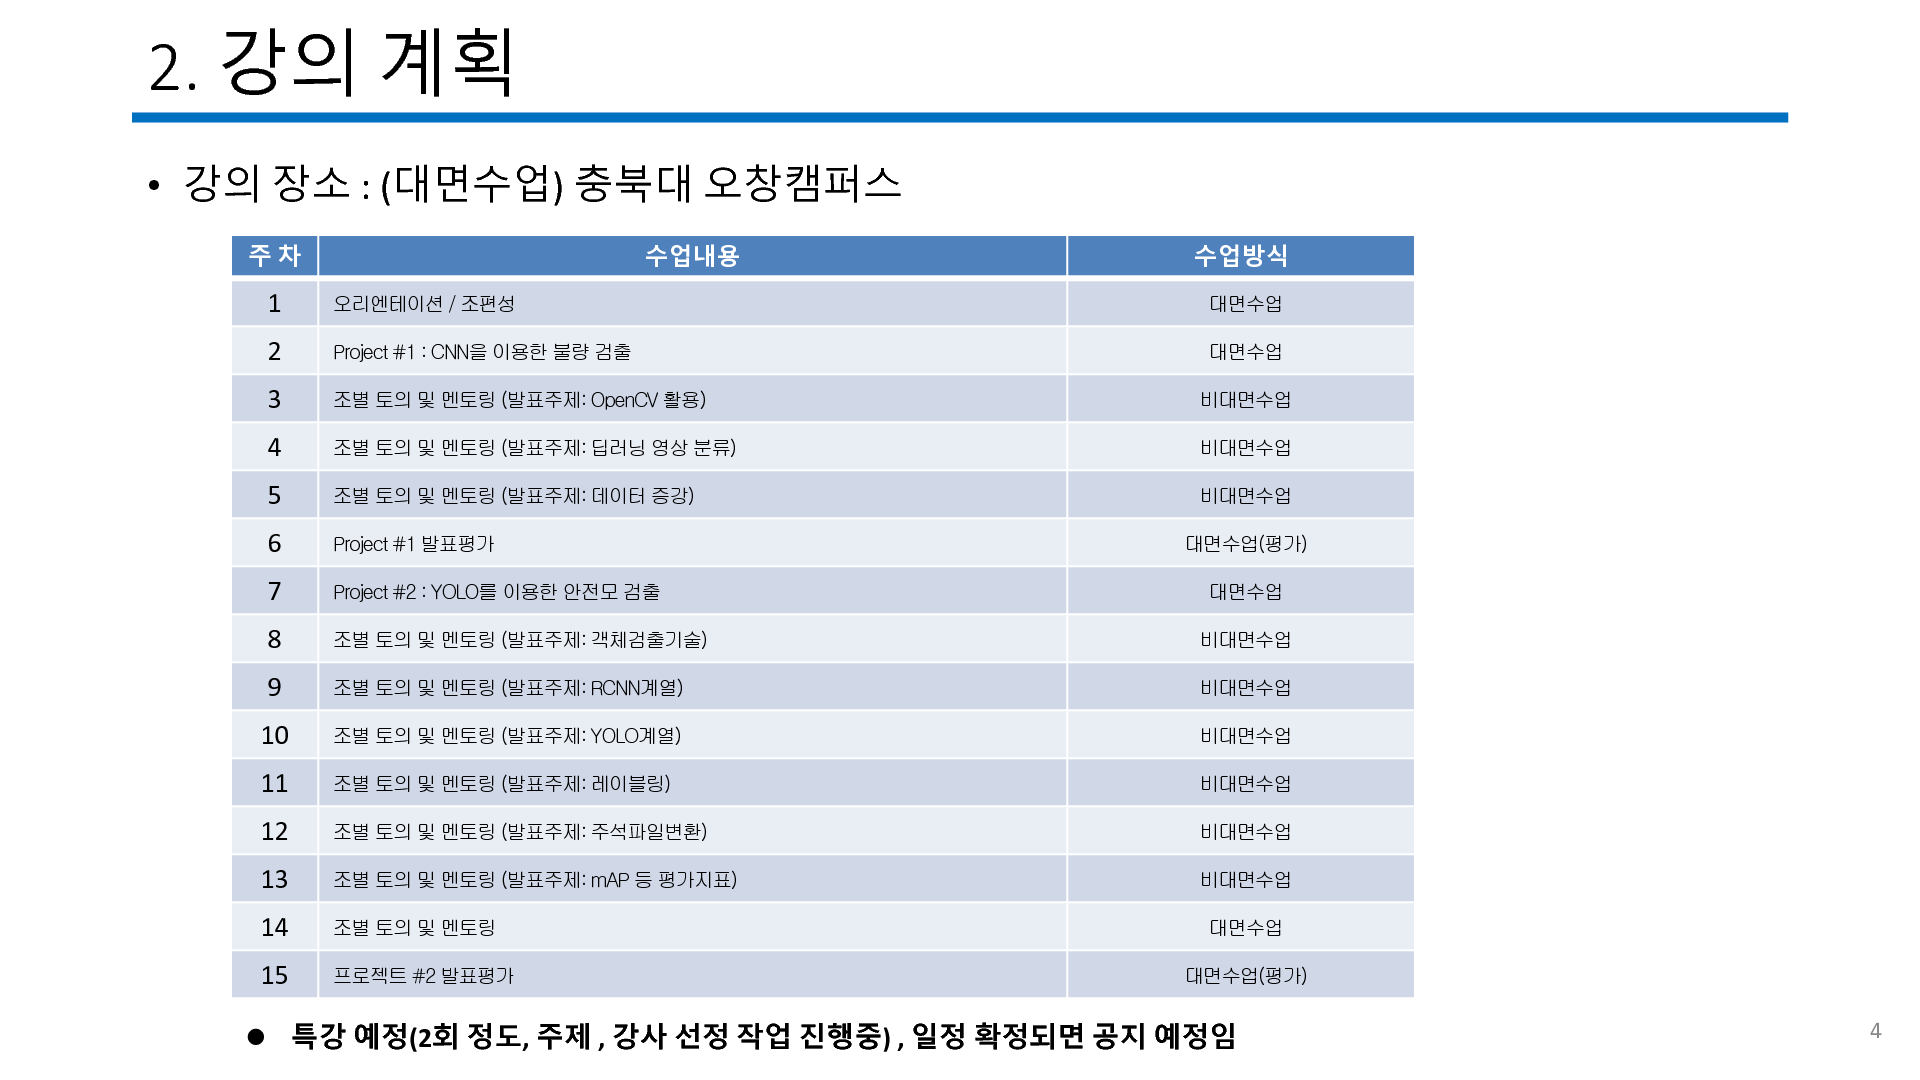 2. 강의 계획
• 강의 장소 : (대면수업) 충북대 오창캠퍼스
주 차 수업내용 수업방식
1 오리엔테이션 / 조편성 대면수업
2 Project #1 : CNN을 이용한 불량 검출 대면수업
3 조별 토의 및 멘토링 (발표주제: OpenCV 활용) 비대면수업
4 조별 토의 및 멘토링 (발표주제: 딥러닝 영상 분류) 비대면수업
5 조별 토의 및 멘토링 (발표주제: 데이터 증강) 비대면수업
6 Project #1 발표평가 대면수업(평가)
7 Project #2 : YOLO를 이용한 안전모 검출 대면수업
8 조별 토의 및 멘토링 (발표주제: 객체검출기술) 비대면수업
9 조별 토의 및 멘토링 (발표주제: RCNN계열) 비대면수업
10 조별 토의 및 멘토링 (발표주제: YOLO계열) 비대면수업
11 조별 토의 및 멘토링 (발표주제: 레이블링) 비대면수업
12 조별 토의 및 멘토링 (발표주제: 주석파일변환) 비대면수업
13 조별 토의 및 멘토링 (발표주제: mAP 등 평가지표) 비대면수업
14 조별 토의 및 멘토링 대면수업
15 프로젝트 #2 발표평가 대면수업(평가)
● 특강 예정(2회 정도, 주제 , 강사 선정 작업 진행중) , 일정 확정되면 공지 예정임
4